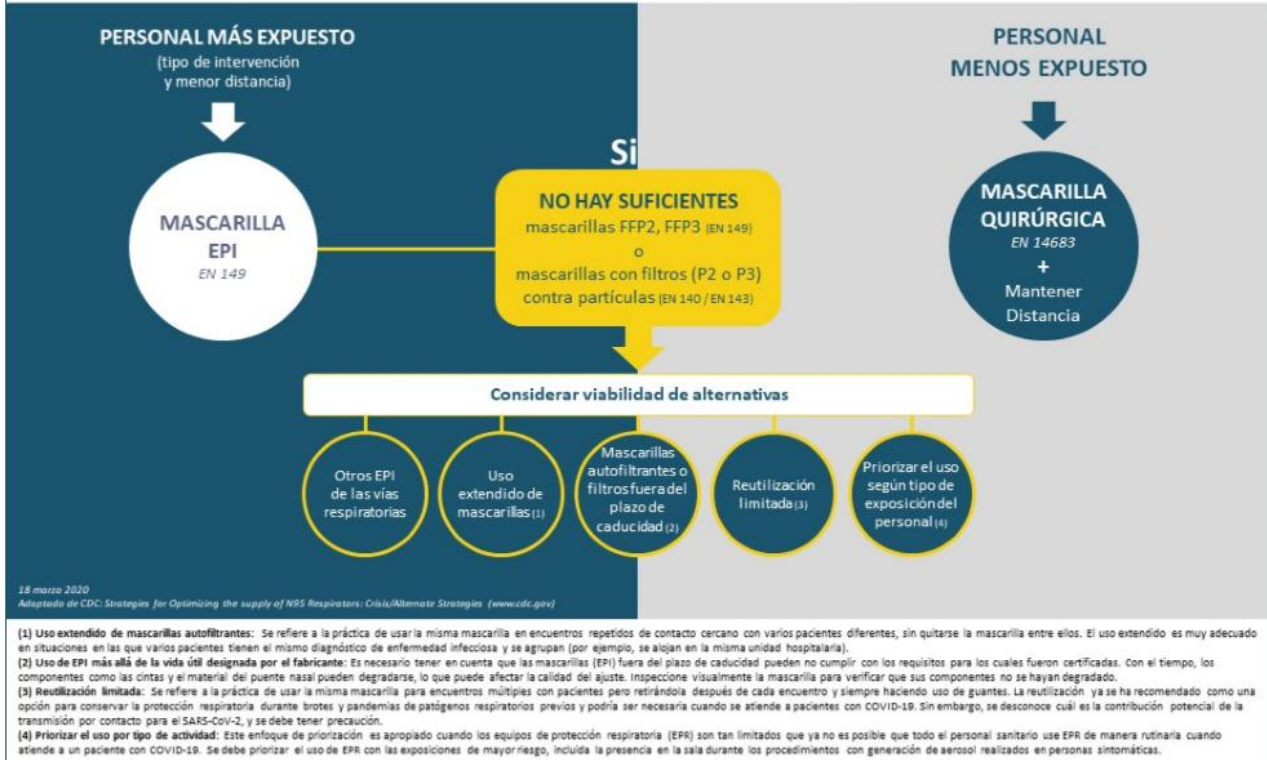 PERSONAL MÁS EXPUESTO
(tipo de intervención
y menor distancia)
MASCARILLA
EPI
EN 149
Si
NO HAY SUFICIENTES
mascarillas FFP2, FFP3 (EN 149)
o
mascarillas con filtros (P2 o P3)
contra partículas (EN 140 / EN 143)
PERSONAL
MENOS EXPUESTO
MASCARILLA
QUIRÚRGICA
EN 14683
+
Mantener
Distancia
Considerar viabilidad de alternativas
Otros EPI
de las vías
respiratorias
Uso
extendido de
mascarillas (1)
Mascarillas
autofiltrantes o
filtros fuera del
plazo de
caducidad (2)
Reutilización
limitada (3)
Priorizar el uso
según tipo de
exposición del
personal (4)
18 marzo 2020
Adaptado de CDC: Strategies for Optimizing the supply of N95 Respirators: Crisis/Alternate Strategies (www.cdc.gov)
(1) Uso extendido de mascarillas autofiltrantes: Se refiere a la práctica de usar la misma mascarilla en encuentros repetidos de contacto cercano con varios pacientes diferentes, sin quitarse la mascarilla entre ellos. El uso extendido es muy adecuado
en situaciones en las que varios pacientes tienen el mismo diagnóstico de enfermedad infecciosa y se agrupan (por ejemplo, se alojan en la misma unidad hospitalaria).
(2) Uso de EPI más allá de la vida útil designada por el fabricante: Es necesario tener en cuenta que las mascarillas (EPI) fuera del plazo de caducidad pueden no cumplir con los requisitos para los cuales fueron certificadas. Con el tiempo, los
componentes como las cintas y el material del puente nasal pueden degradarse, lo que puede afectar la calidad del ajuste. Inspeccione visualmente la mascarilla para verificar que sus componentes no se hayan degradado.
(3) Reutilización limitada: Se refiere a la práctica de usar la misma mascarilla para encuentros múltiples con pacientes pero retirándola después de cada encuentro y siempre haciendo uso de guantes. La reutilización ya se ha recomendado como una
opción para conservar la protección respiratoria durante brotes y pandemias de patógenos respiratorios previos y podría ser necesaria cuando se atiende a pacientes con COVID-19. Sin embargo, se desconoce cuál es la contribución potencial de la
transmisión por contacto para el SARS-CoV-2, y se debe tener precaución.
(4) Priorizar el uso por tipo de actividad: Este enfoque de priorización es apropiado cuando los equipos de protección respiratoria (EPR) son tan limitados que ya no es posible que todo el personal sanitario use EPR de manera rutinaria cuando
atiende a un paciente con COVID-19. Se debe priorizar el uso de EPR con las exposiciones de mayor riesgo, incluida la presencia en la sala durante los procedimientos con generación de aerosol realizados en personas sintomáticas.